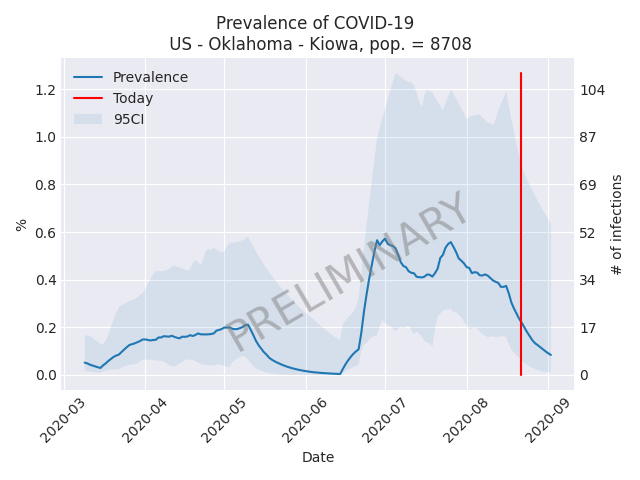 Prevalence of COVID-19
US - Oklahoma - Kiowa, pop. = 8708
Prevalence
Today
95CI
PRELIMINARY
%
1.2
1.0
0.8
0.6
0.4
0.2
0.0
104
87
69
52
34
17
0
# of infections
2020-03
2020-04
2020-05
2020-06
2020-07
2020-08
2020-09
Date